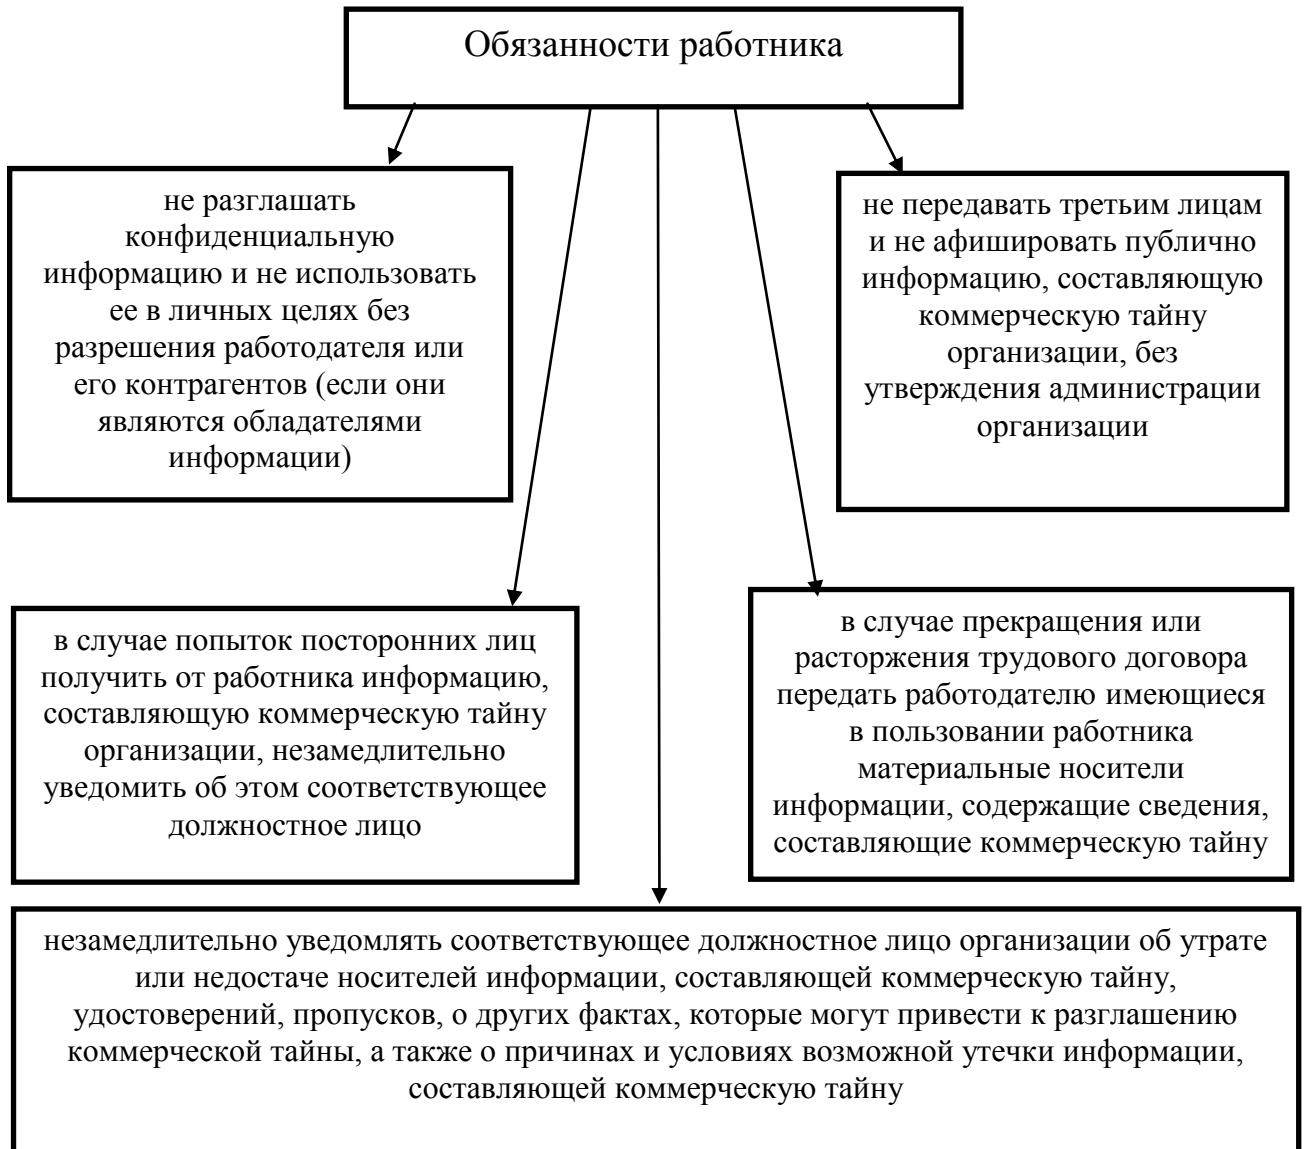 Обязанности работника
не разглашать
конфиденциальную
информацию и не использовать
ее в личных целях без
разрешения работодателя или
его контрагентов (если они
являются обладателями
информации)
не передавать третьим лицам
и не афишировать публично
информацию, составляющую
коммерческую тайну
организации, без
утверждения администрации
организации
в случае попыток посторонних лиц
получить от работника информацию,
составляющую коммерческую тайну
организации, незамедлительно
уведомить об этом соответствующее
должностное лицо
в случае прекращения или
расторжения трудового договора
передать работодателю имеющиеся
в пользовании работника
материальные носители
информации, содержащие сведения,
составляющие коммерческую тайну
незамедлительно уведомлять соответствующее должностное лицо организации об утрате
или недостаче носителей информации, составляющей коммерческую тайну,
удостоверений, пропусков, о других фактах, которые могут привести к разглашению
коммерческой тайны, а также о причинах и условиях возможной утечки информации,
составляющей коммерческую тайну